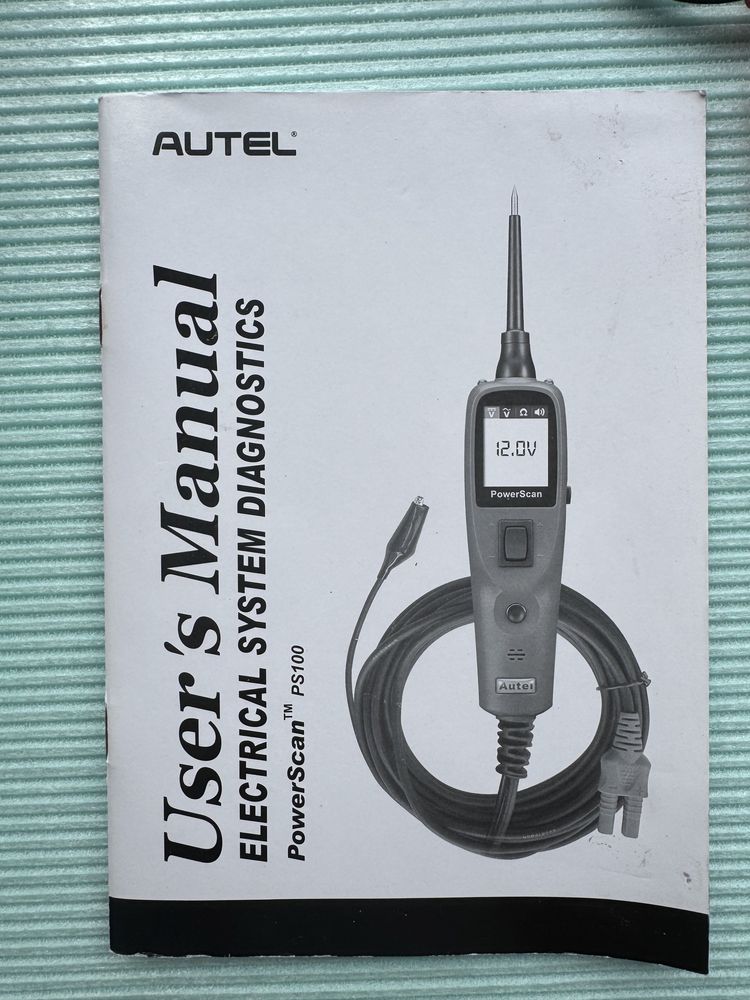 AUTEL®
User's Manual
ELECTRICAL SYSTEM DIAGNOSTICS
PowerScan™ PS100
V V Ω
12.0V
PowerScan
Autel